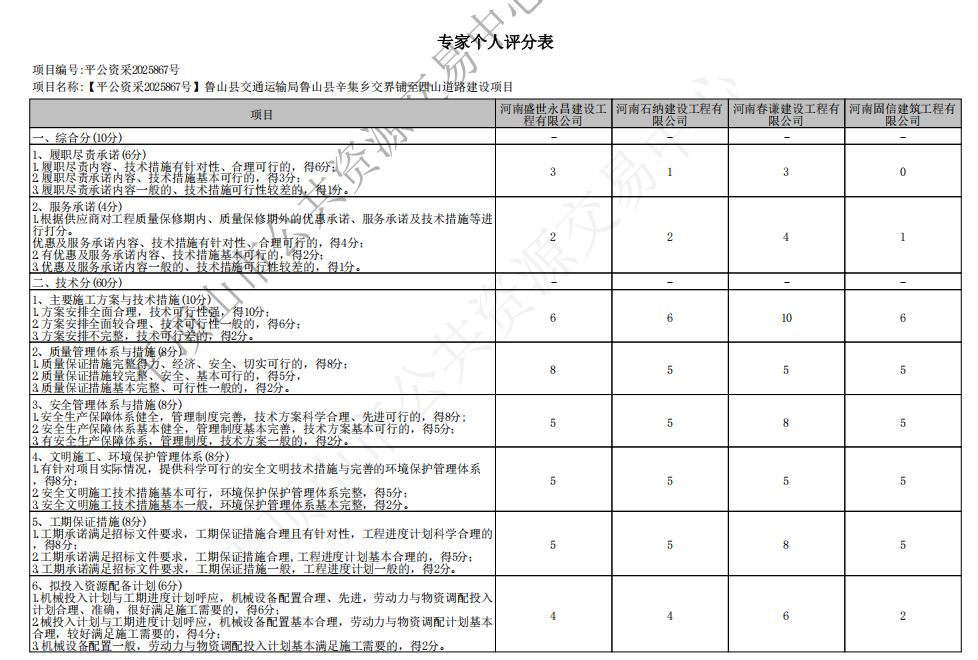 专家个人评分表
项目编号:平公资采2025867号
项目名称:【平公资采2025867号】鲁山县交通运输局鲁山县辛集乡交界铺至四山道路建设项目
项目 河南盛世永昌建设工程有限公司 河南石纳建设工程有限公司 河南春谦建设工程有限公司 河南固信建筑工程有限公司
一、综合分(10分) - - - -
1、履职尽责承诺(6分)
1.履职尽责内容、技术措施有针对性、合理可行的，得6分；
2.履职尽责承诺内容、技术措施基本可行的，得3分；
3.履职尽责承诺内容一般的、技术措施可行性较差的，得1分。
3 1 3 0
2、服务承诺(4分)
1.根据供应商对工程质量保修期内、质量保修期外的优惠承诺、服务承诺及技术措施等进
行打分。
优惠及服务承诺内容、技术措施有针对性、合理可行的，得4分；
2.有优惠及服务承诺内容、技术措施基本可行的，得2分；
3.优惠及服务承诺内容一般的、技术措施可行性较差的，得1分。
2 2 4 1
二、技术分(60分) - - - -
1、主要施工方案与技术措施(10分)
1.方案安排全面合理，技术可行性强，得10分；
2.方案安排全面较合理、技术可行性一般的，得6分；
3.方案安排不完整，技术可行差的，得2分。
6 6 10 6
2、质量管理体系与措施(8分)
1.质量保证措施完整得力、经济、安全、切实可行的，得8分；
2.质量保证措施较完整、安全、基本可行的，得5分，
3.质量保证措施基本完整、可行性一般的，得2分。
8 5 5 5
3、安全管理体系与措施(8分)
1.安全生产保障体系健全，管理制度完善，技术方案科学合理、先进可行的，得8分；
2.安全生产保障体系基本健全，管理制度基本完善，技术方案基本可行的，得5分；
3.有安全生产保障体系，管理制度，技术方案一般的，得2分。
5 5 8 5
4、文明施工、环境保护管理体系(8分)
1.有针对项目实际情况，提供科学可行的安全文明技术措施与完善的环境保护管理体系
，得8分；
2.安全文明施工技术措施基本可行，环境保护保护管理体系完整，得5分；
3.安全文明施工技术措施基本一般，环境保护管理体系基本完整，得2分。
5 5 5 5
5、工期保证措施(8分)
1.工期承诺满足招标文件要求，工期保证措施合理且有针对性，工程进度计划科学合理的
，得8分；
2.工期承诺满足招标文件要求，工期保证措施合理,工程进度计划基本合理的，得5分；
3.工期承诺满足招标文件要求，工期保证措施一般，工程进度计划一般的，得2分。
5 5 8 5
6、拟投入资源配备计划(6分)
1.机械投入计划与工期进度计划呼应，机械设备配置合理、先进，劳动力与物资调配投入
计划合理、准确，很好满足施工需要的，得6分；
2.械投入计划与工期进度计划呼应，机械设备配置基本合理，劳动力与物资调配计划基本
合理，较好满足施工需要的，得4分；
3.机械设备配置一般，劳动力与物资调配投入计划基本满足施工需要的，得2分。
4 4 6 2
平顶山市公共资源交易中心
顶山市公共资源交易中心